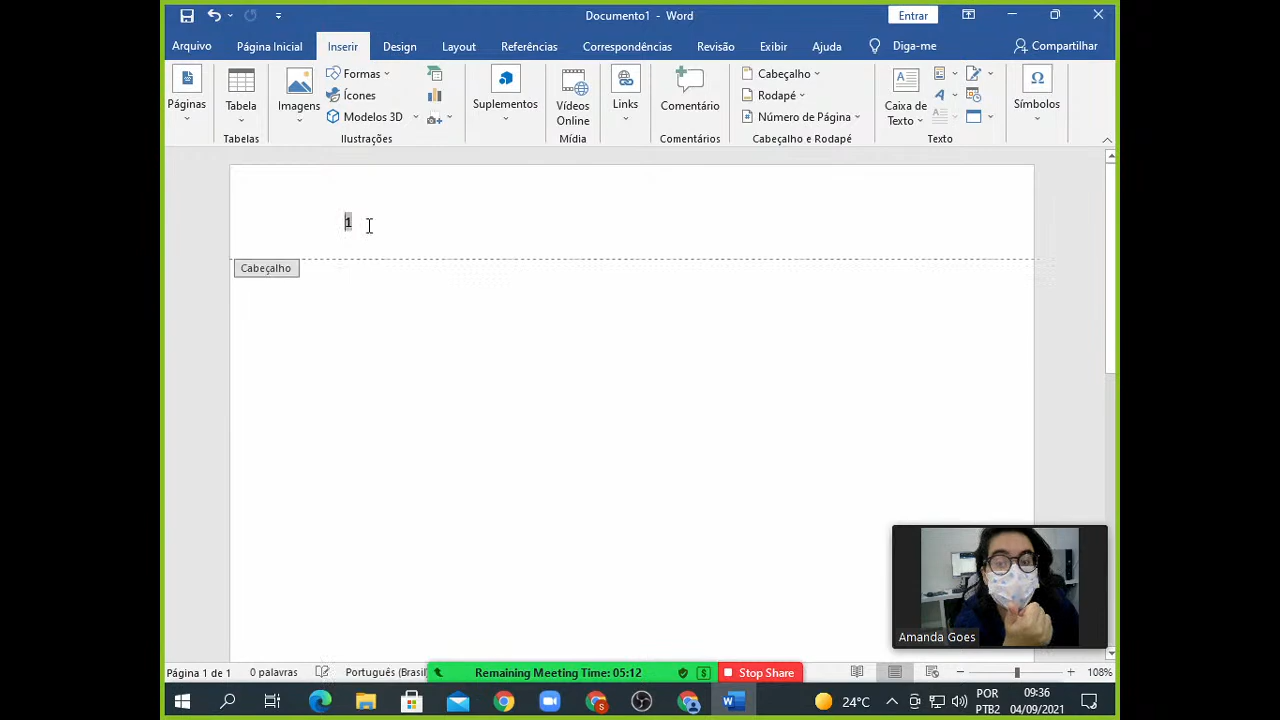 Documento1 - Word
Entrar
Arquivo Página Inicial Inserir Design Layout Referências Correspondências Revisão Exibir Ajuda Diga-me Compartilhar
Páginas
Tabela
Tabelas
Imagens
Formas
Ícones
Modelos 3D
Ilustrações
Suplementos
Vídeos
Online
Mídia
Links
Comentário
Comentários
Cabeçalho
Rodapé
Número de Página
Cabeçalho e Rodapé
Caixa de
Texto
Texto
Símbolos
1
Cabeçalho
Amanda Goes
Página 1 de 1 0 palavras Português (Brasil) Remaining Meeting Time: 05:12 Stop Share 108%
24°C POR
PTB2
09:36
04/09/2021